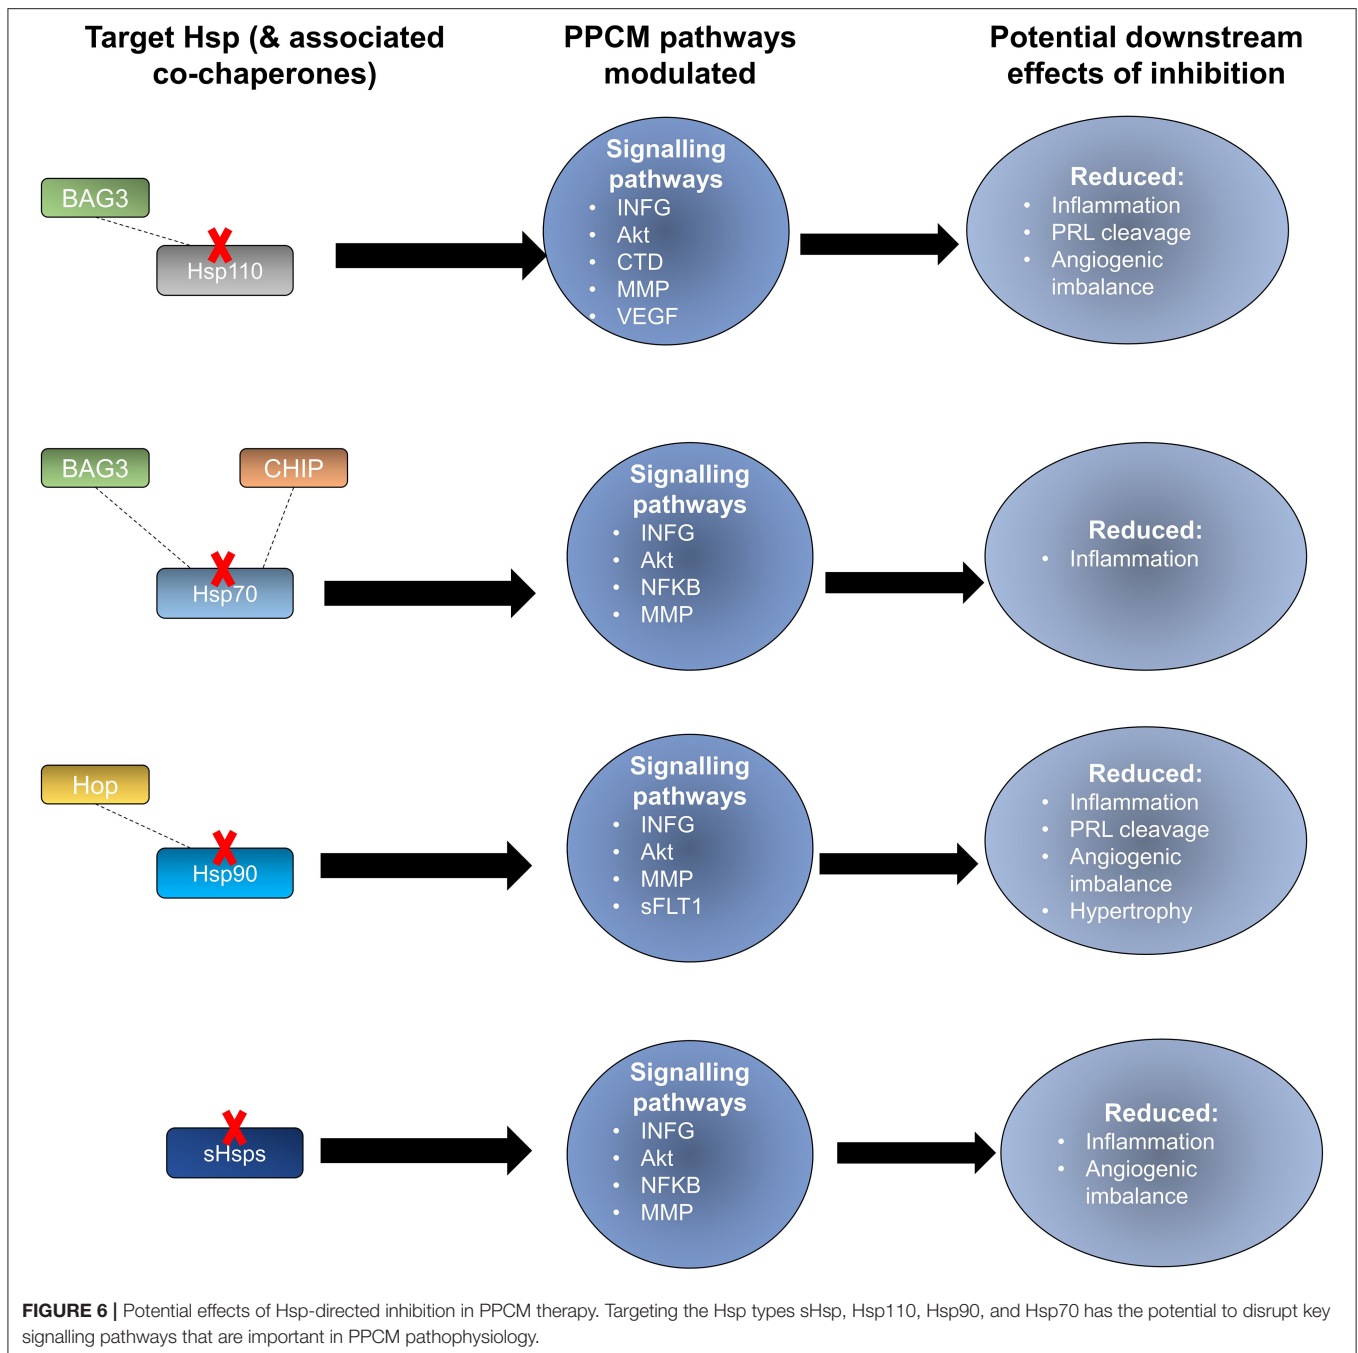 Target Hsp (& associated
co-chaperones)
PPCM pathways
modulated
Potential downstream
effects of inhibition
BAG3
Hsp110
Signalling
pathways
• INFG
• Akt
• CTD
• MMP
• VEGF
Reduced:
• Inflammation
• PRL cleavage
• Angiogenic
imbalance
BAG3
CHIP
Hsp70
Signalling
pathways
• INFG
• Akt
• NFKB
• MMP
Reduced:
• Inflammation
Hop
Hsp90
Signalling
pathways
• INFG
• Akt
• MMP
• sFLT1
Reduced:
• Inflammation
• PRL cleavage
• Angiogenic
imbalance
• Hypertrophy
sHsps
Signalling
pathways
• INFG
• Akt
• NFKB
• MMP
Reduced:
• Inflammation
• Angiogenic
imbalance
FIGURE 6 | Potential effects of Hsp-directed inhibition in PPCM therapy. Targeting the Hsp types sHsp, Hsp110, Hsp90, and Hsp70 has the potential to disrupt key
signalling pathways that are important in PPCM pathophysiology.